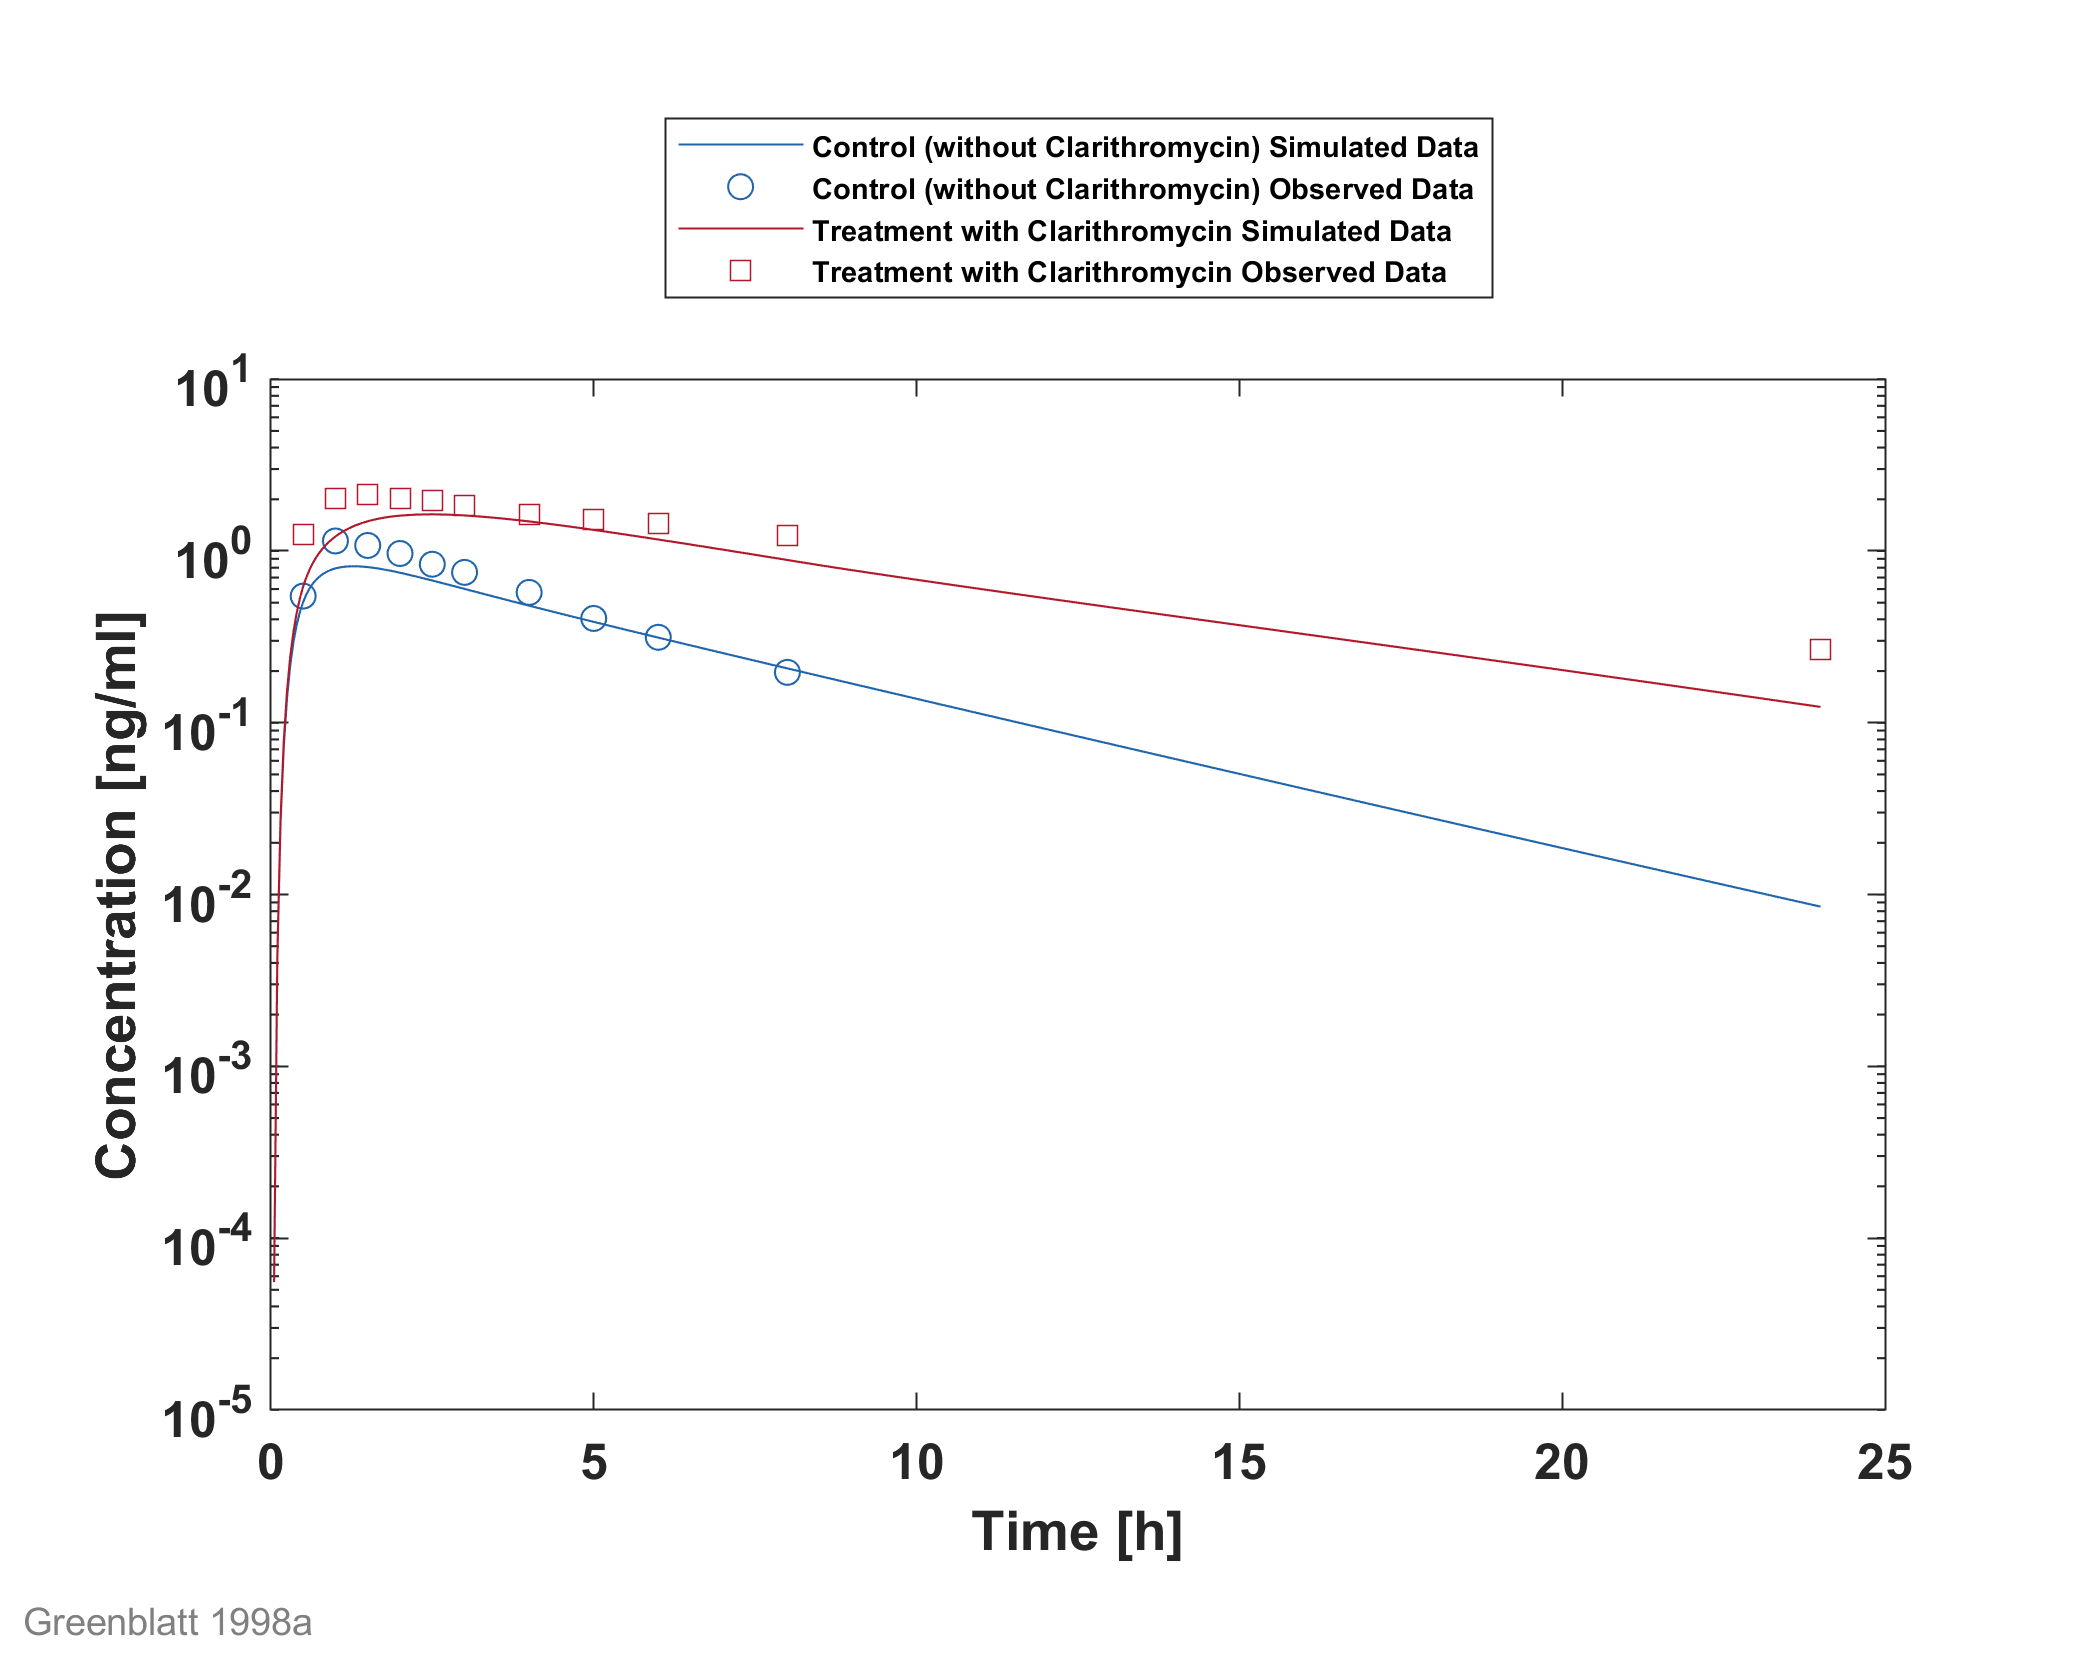 Control (without Clarithromycin) Simulated Data
Control (without Clarithromycin) Observed Data
Treatment with Clarithromycin Simulated Data
Treatment with Clarithromycin Observed Data
10^1
10^0
10^-1
10^-2
10^-3
10^-4
10^-5
Concentration [ng/ml]
0 5 10 15 20 25
Time [h]
Greenblatt 1998a